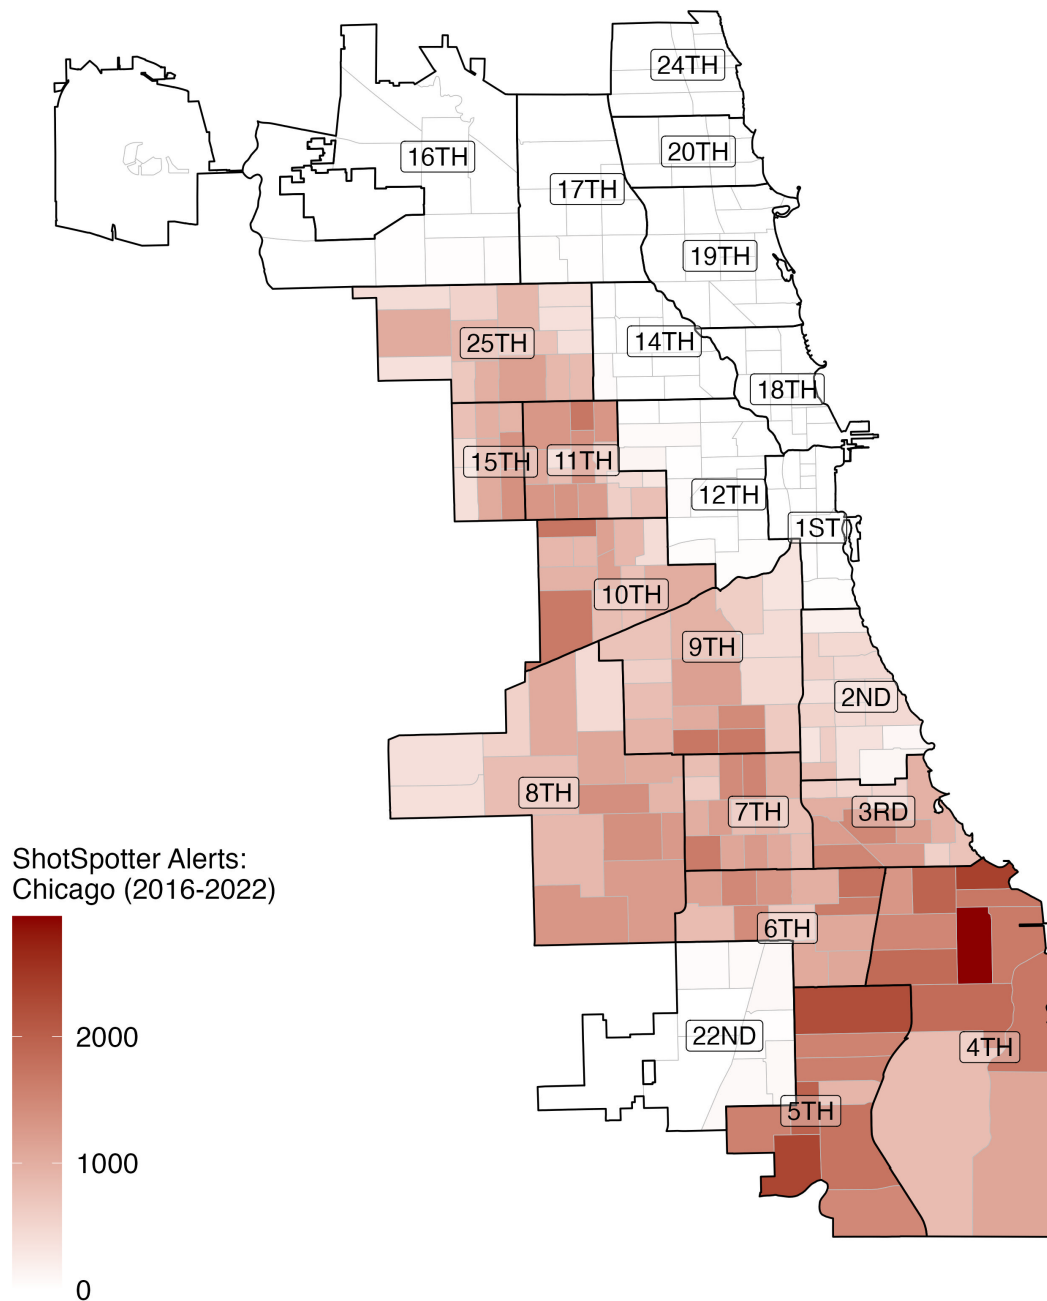 24TH
20TH
16TH
17TH
19TH
25TH
14TH
18TH
15TH
11TH
12TH
1ST
10TH
9TH
2ND
8TH
7TH
3RD
ShotSpotter Alerts:
Chicago (2016-2022)
6TH
2000
22ND
4TH
5TH
1000
0